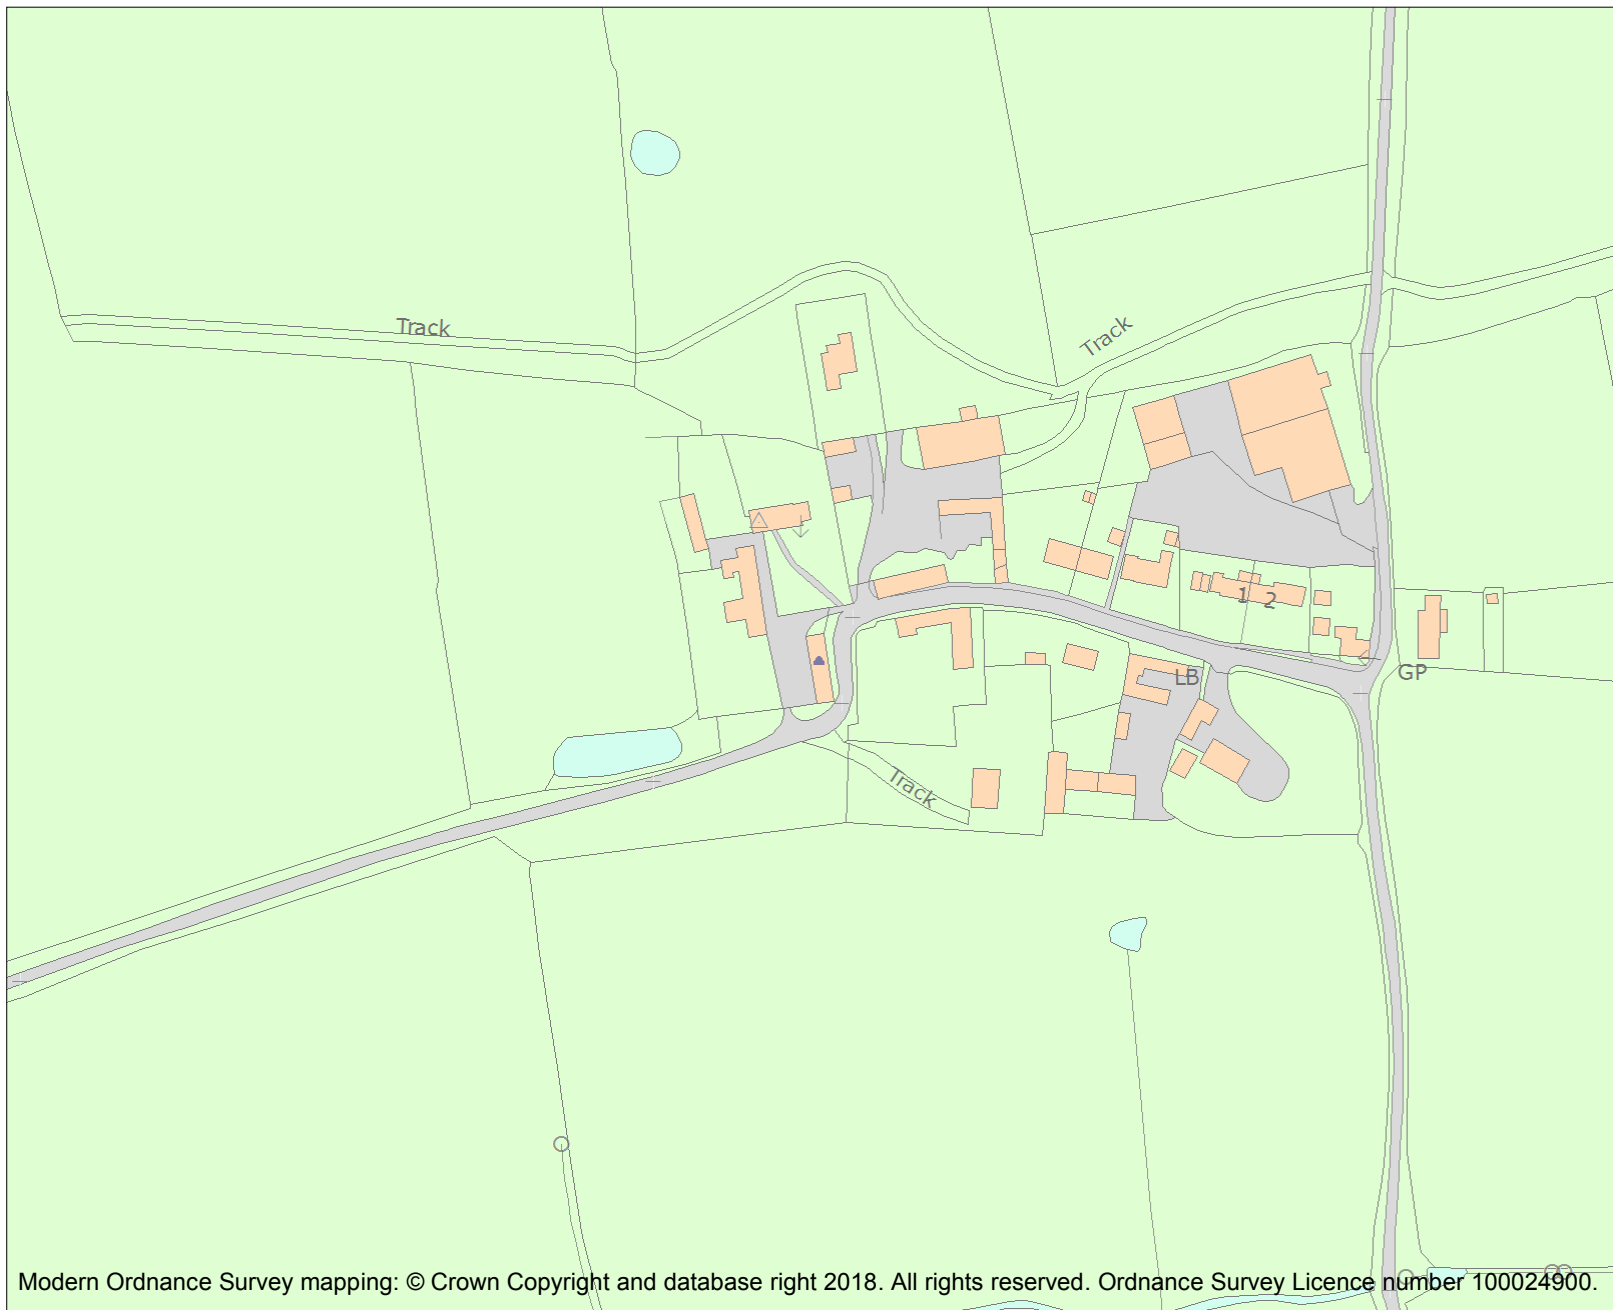 Track
Track
1 2
GP
LB
Track
Modern Ordnance Survey mapping: © Crown Copyright and database right 2018. All rights reserved. Ordnance Survey Licence number 100024900.